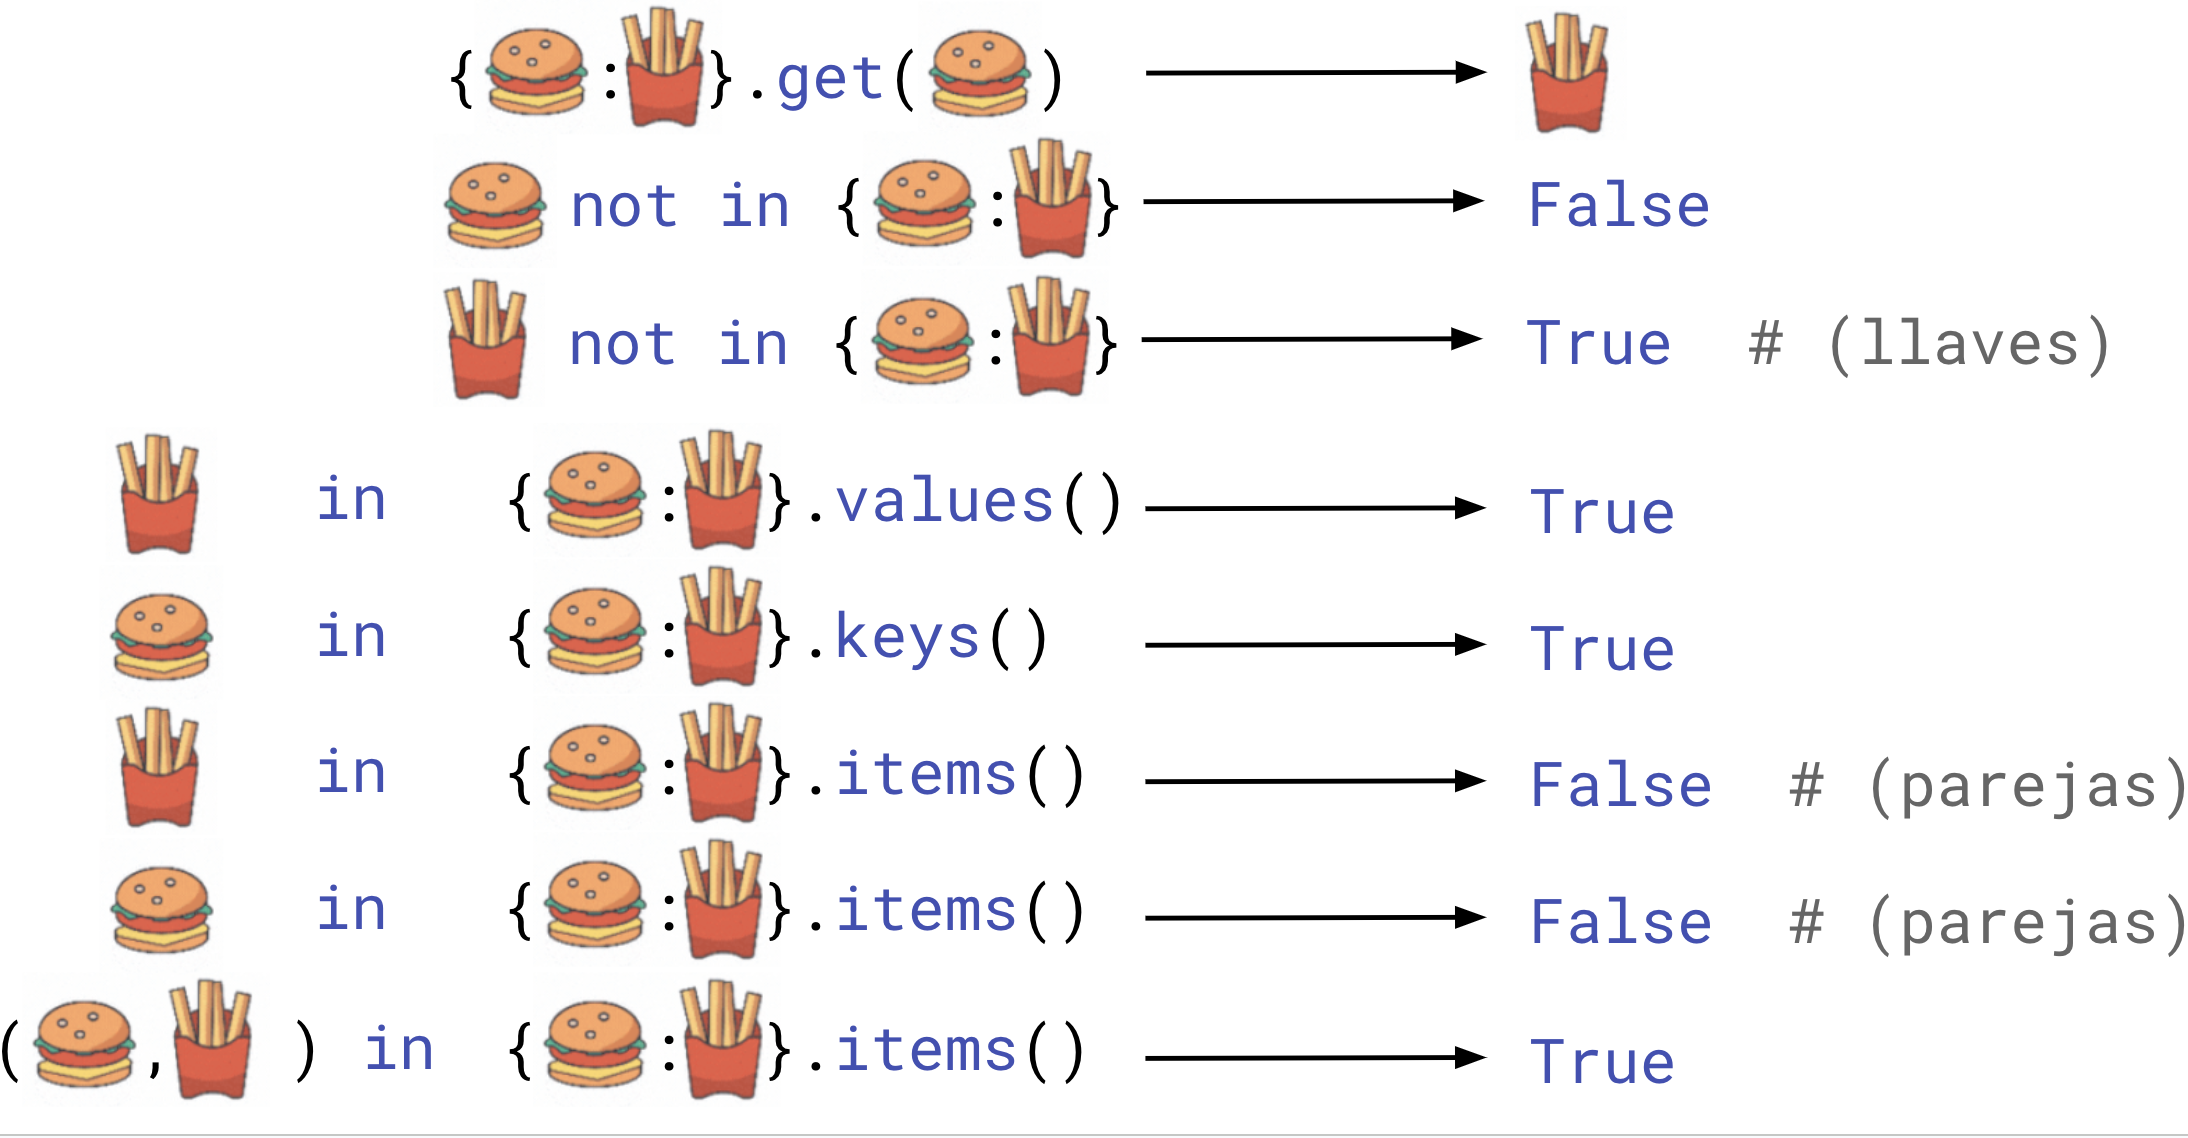 {:}.get()
not in {:} False
not in {:} True # (llaves)
in {:}.values() True
in {:}.keys() True
in {:}.items() False # (parejas)
in {:}.items() False # (parejas)
(, ) in {:}.items() True